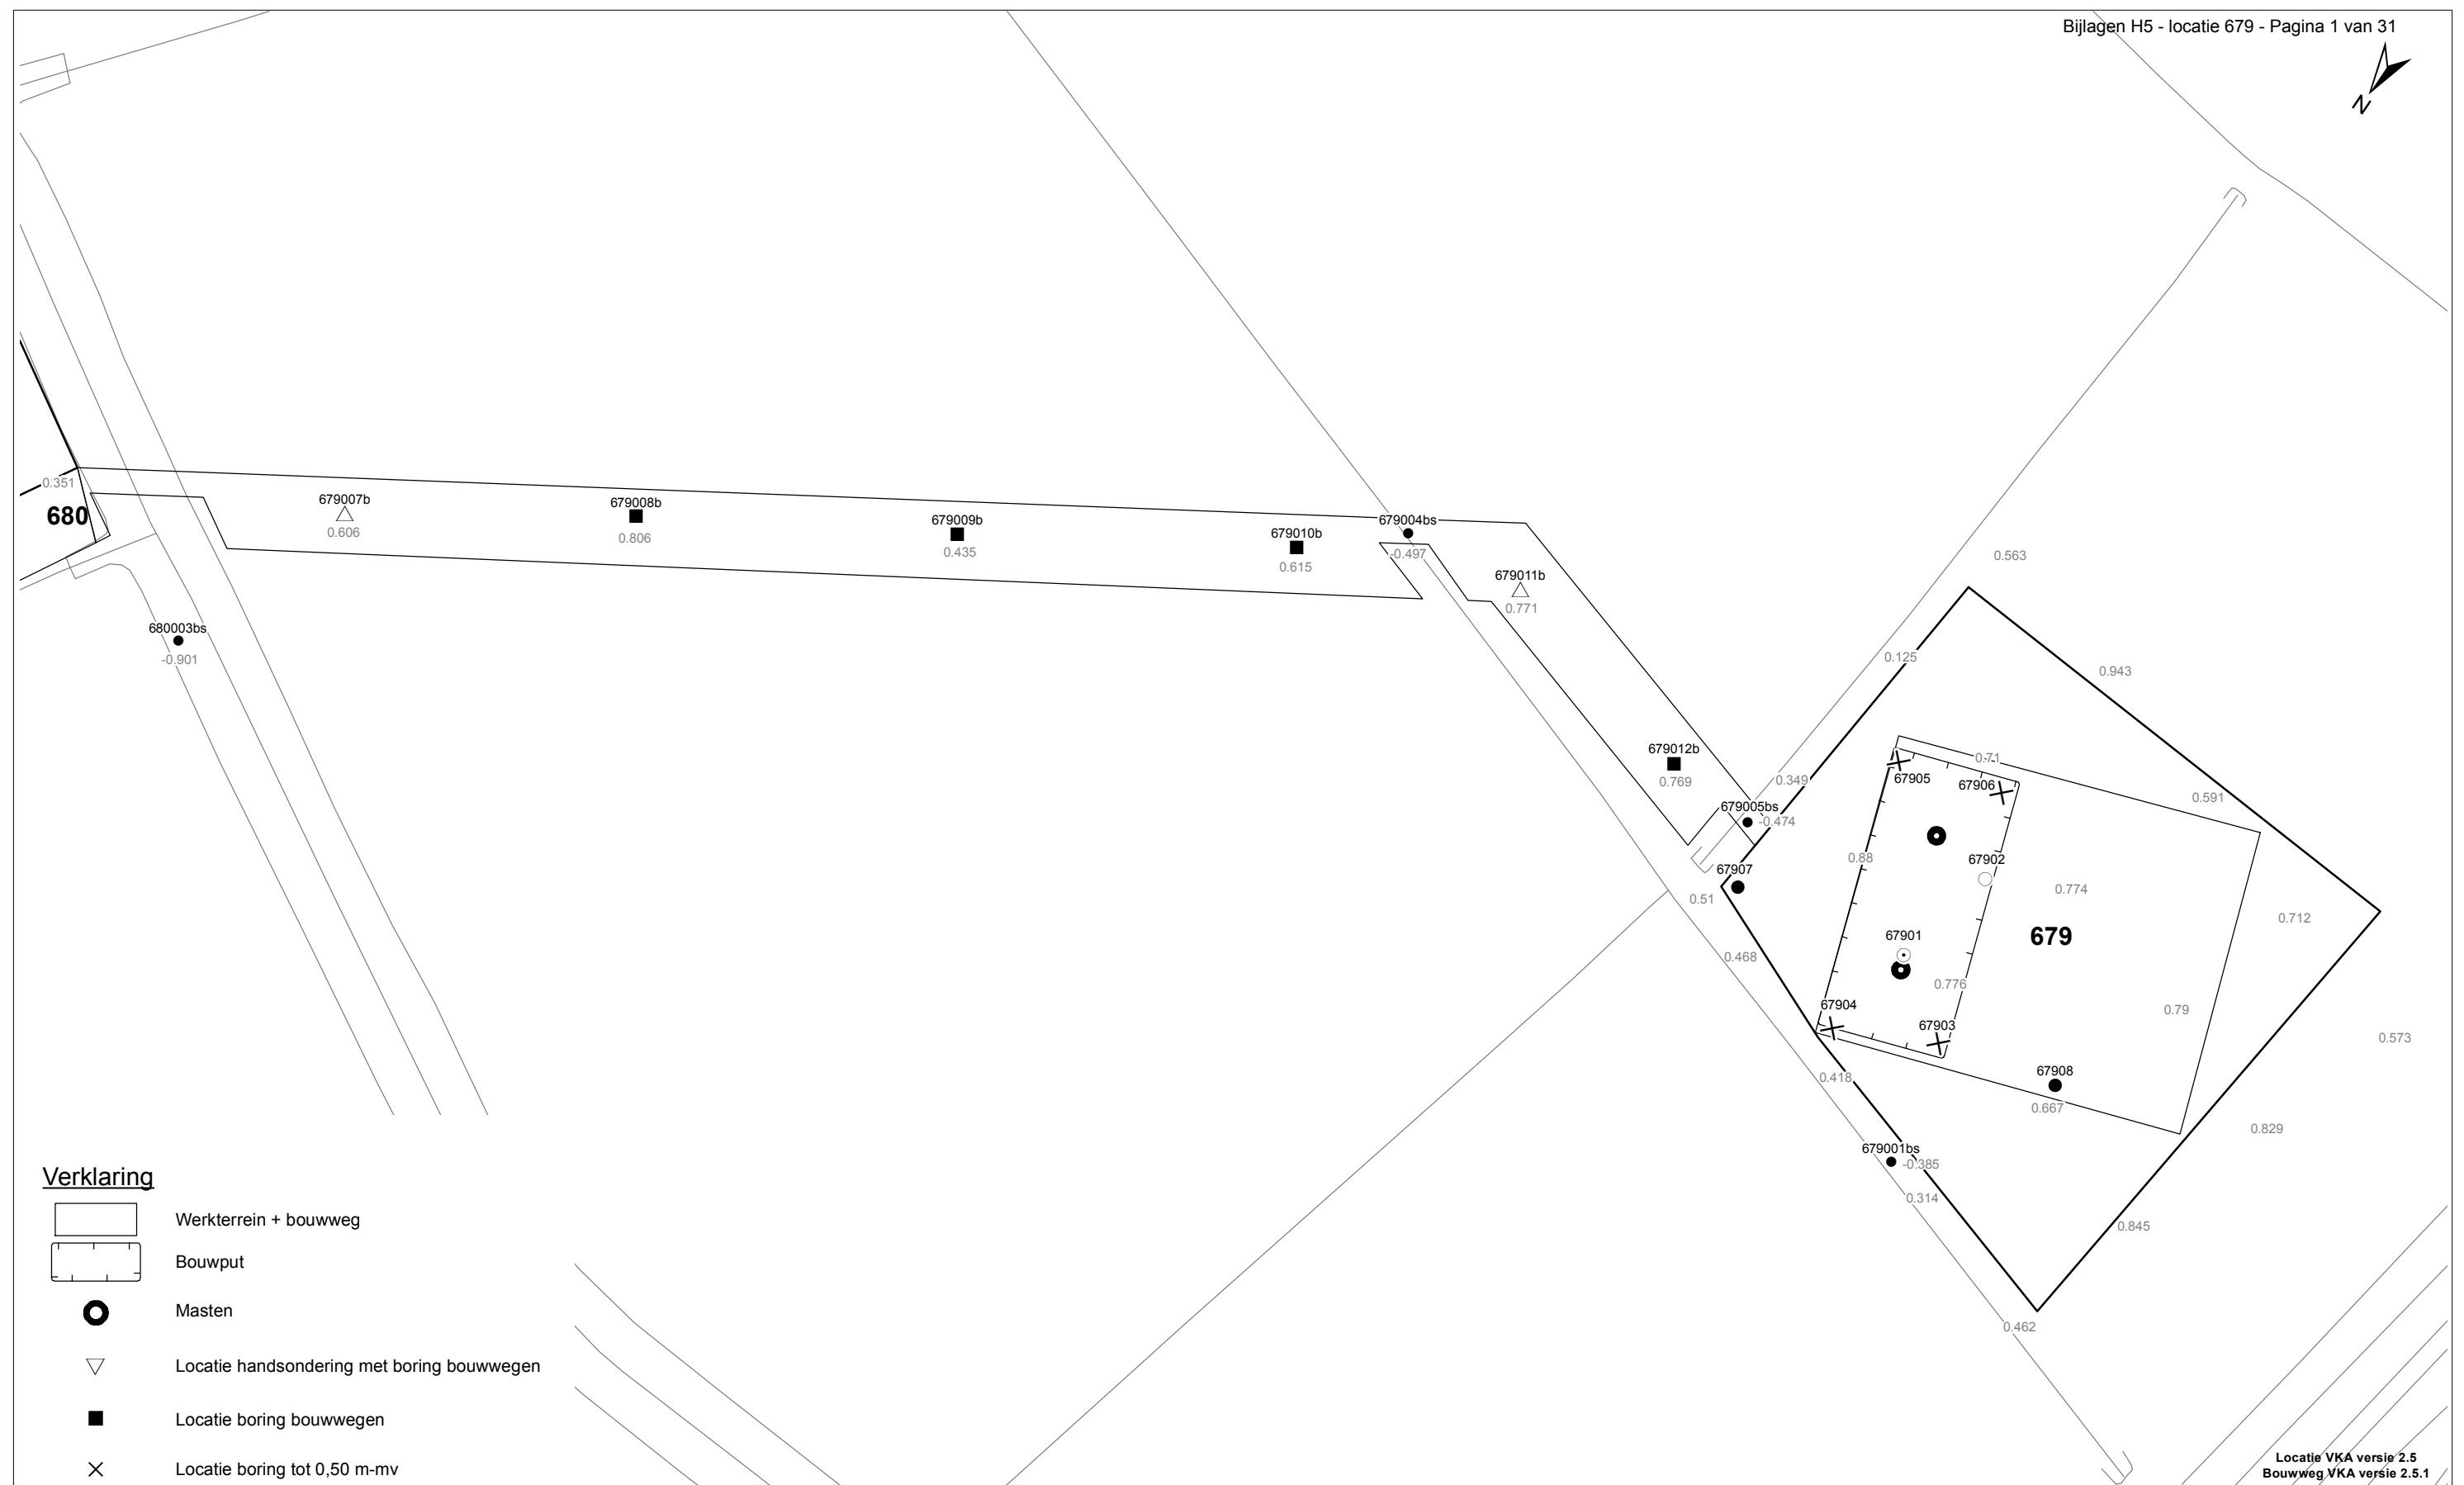 Bijlagen H5 - locatie 679 - Pagina 1 van 31
N
0.351
680
679007b
0.606
679008b
0.806
679009b
0.435
679010b
0.615
679004bs
-0.497
679011b
0.771
680003bs
-0.901
0.563
0.125
0.943
679012b
0.769
0.349
679005bs
-0.474
0.71
67905
67906
0.591
0.88
67902
0.774
67907
0.51
0.712
67901
679
0.468
0.776
0.79
67904
67903
0.573
0.418
67908
0.667
0.829
679001bs
-0.385
0.314
0.845
0.462
Verklaring
Werkterrein + bouwweg
Bouwput
Masten
Locatie handsondering met boring bouwwegen
Locatie boring bouwwegen
Locatie boring tot 0,50 m-mv
Locatie VKA versie 2.5
Bouwweg VKA versie 2.5.1